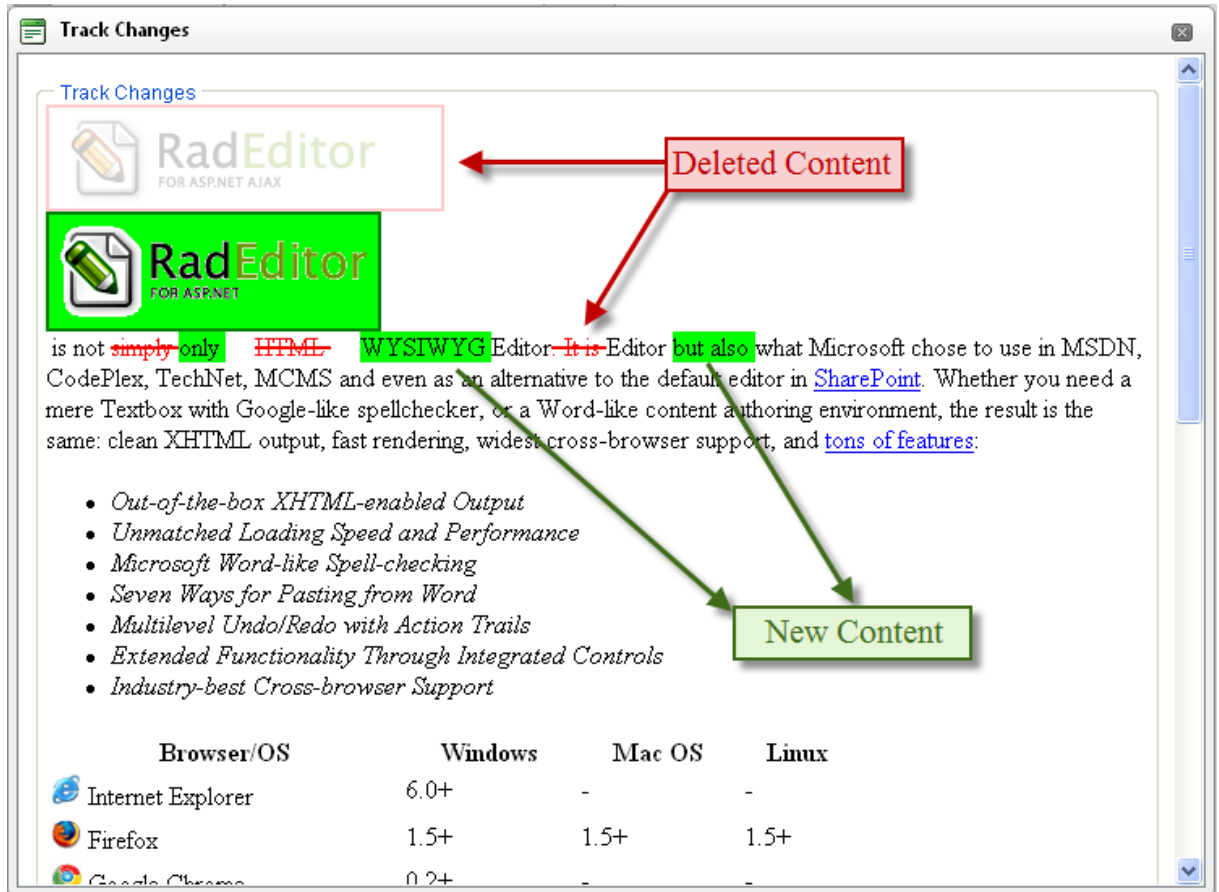 Track Changes
Track Changes
RadEditor
FOR ASP.NET AJAX
Deleted Content
RadEditor
FOR ASP.NET
is not simply only HTML WYSIWYG Editor. It is Editor but also what Microsoft chose to use in MSDN,
CodePlex, TechNet, MCMS and even as an alternative to the default editor in SharePoint. Whether you need a
mere Textbox with Google-like spellchecker, or a Word-like content authoring environment, the result is the
same: clean XHTML output, fast rendering, widest cross-browser support, and tons of features:
• Out-of-the-box XHTML-enabled Output
• Unmatched Loading Speed and Performance
• Microsoft Word-like Spell-checking
• Seven Ways for Pasting from Word
• Multilevel Undo/Redo with Action Trails
• Extended Functionality Through Integrated Controls
• Industry-best Cross-browser Support
New Content
Browser/OS Windows Mac OS Linux
Internet Explorer 6.0+ - -
Firefox 1.5+ 1.5+ 1.5+
Google Chrome 0.2+ - -